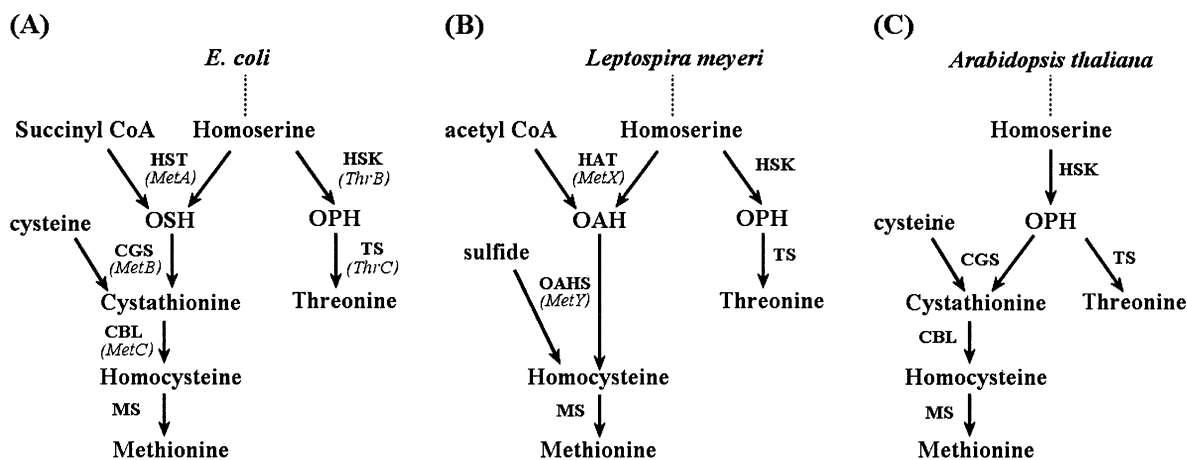 (A)
E. coli
Succinyl CoA
Homoserine
HST
(MetA)
HSK
(ThrB)
cysteine
OSH
OPH
CGS
(MetB)
TS
(ThrC)
Cystathionine
Threonine
CBL
(MetC)
Homocysteine
MS
Methionine
(B)
Leptospira meyeri
acetyl CoA
Homoserine
HAT
(MetX)
HSK
OAH
OPH
sulfide
TS
OAHS
(MetY)
Threonine
Homocysteine
MS
Methionine
(C)
Arabidopsis thaliana
Homoserine
HSK
cysteine
OPH
CGS
TS
Cystathionine
Threonine
CBL
Homocysteine
MS
Methionine